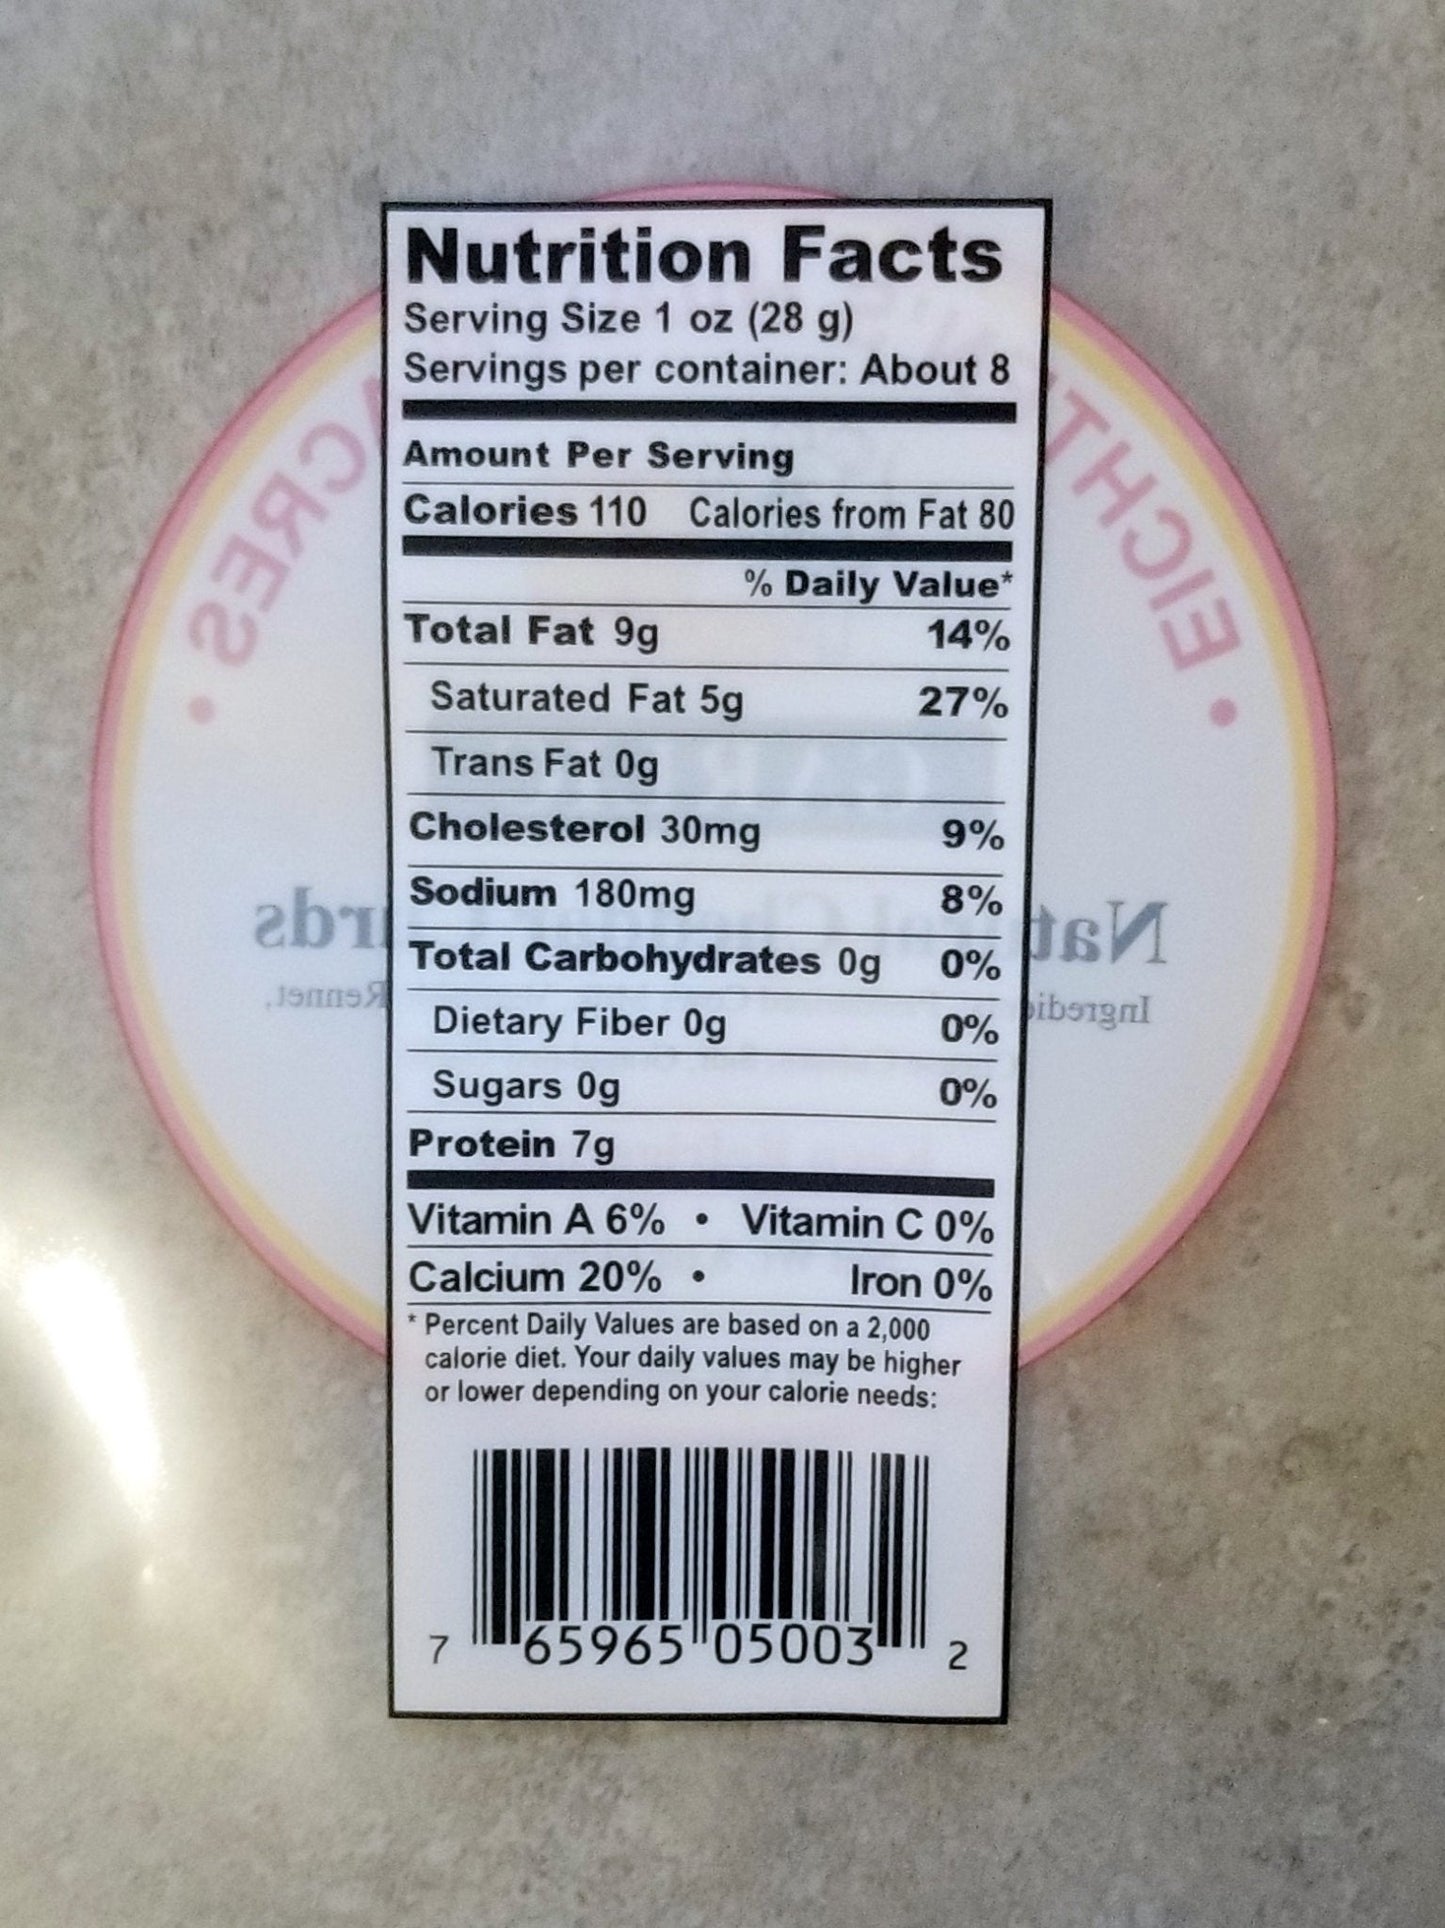 Nutrition Facts
Serving Size 1 oz (28 g)
Servings per container: About 8
Amount Per Serving
Calories 110 Calories from Fat 80
% Daily Value*
Total Fat 9g 14%
Saturated Fat 5g 27%
Trans Fat 0g
Cholesterol 30mg 9%
Sodium 180mg 8%
Total Carbohydrates 0g 0%
Dietary Fiber 0g 0%
Sugars 0g 0%
Protein 7g
Vitamin A 6% • Vitamin C 0%
Calcium 20% • Iron 0%
* Percent Daily Values are based on a 2,000
calorie diet. Your daily values may be higher
or lower depending on your calorie needs:
7 65965 05003 2
• EIGHT ACRES •
Rennet,